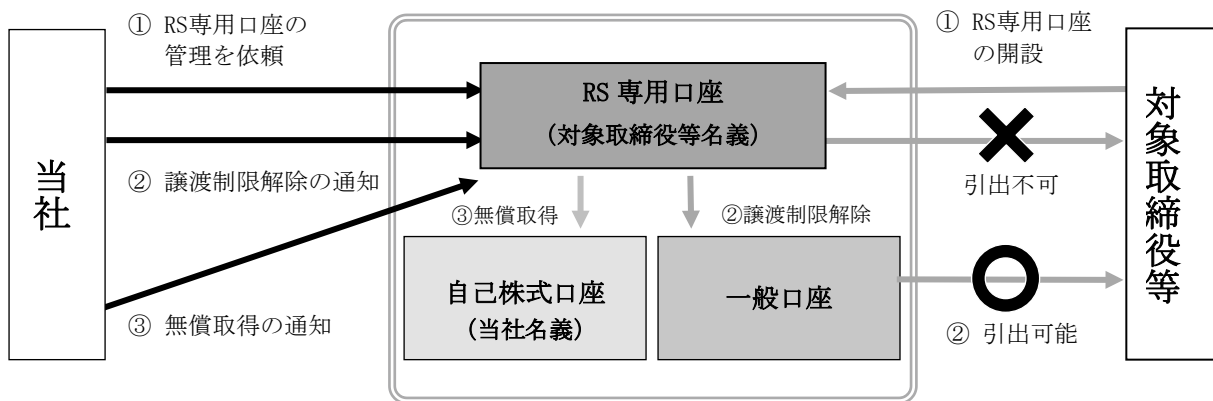 当社
① RS専用口座の
管理を依頼
② 譲渡制限解除の通知
③ 無償取得の通知
RS 専用口座
(対象取締役等名義)
③無償取得
②譲渡制限解除
自己株式口座
(当社名義)
一般口座
① RS専用口座
の開設
引出不可
② 引出可能
対象取締役等